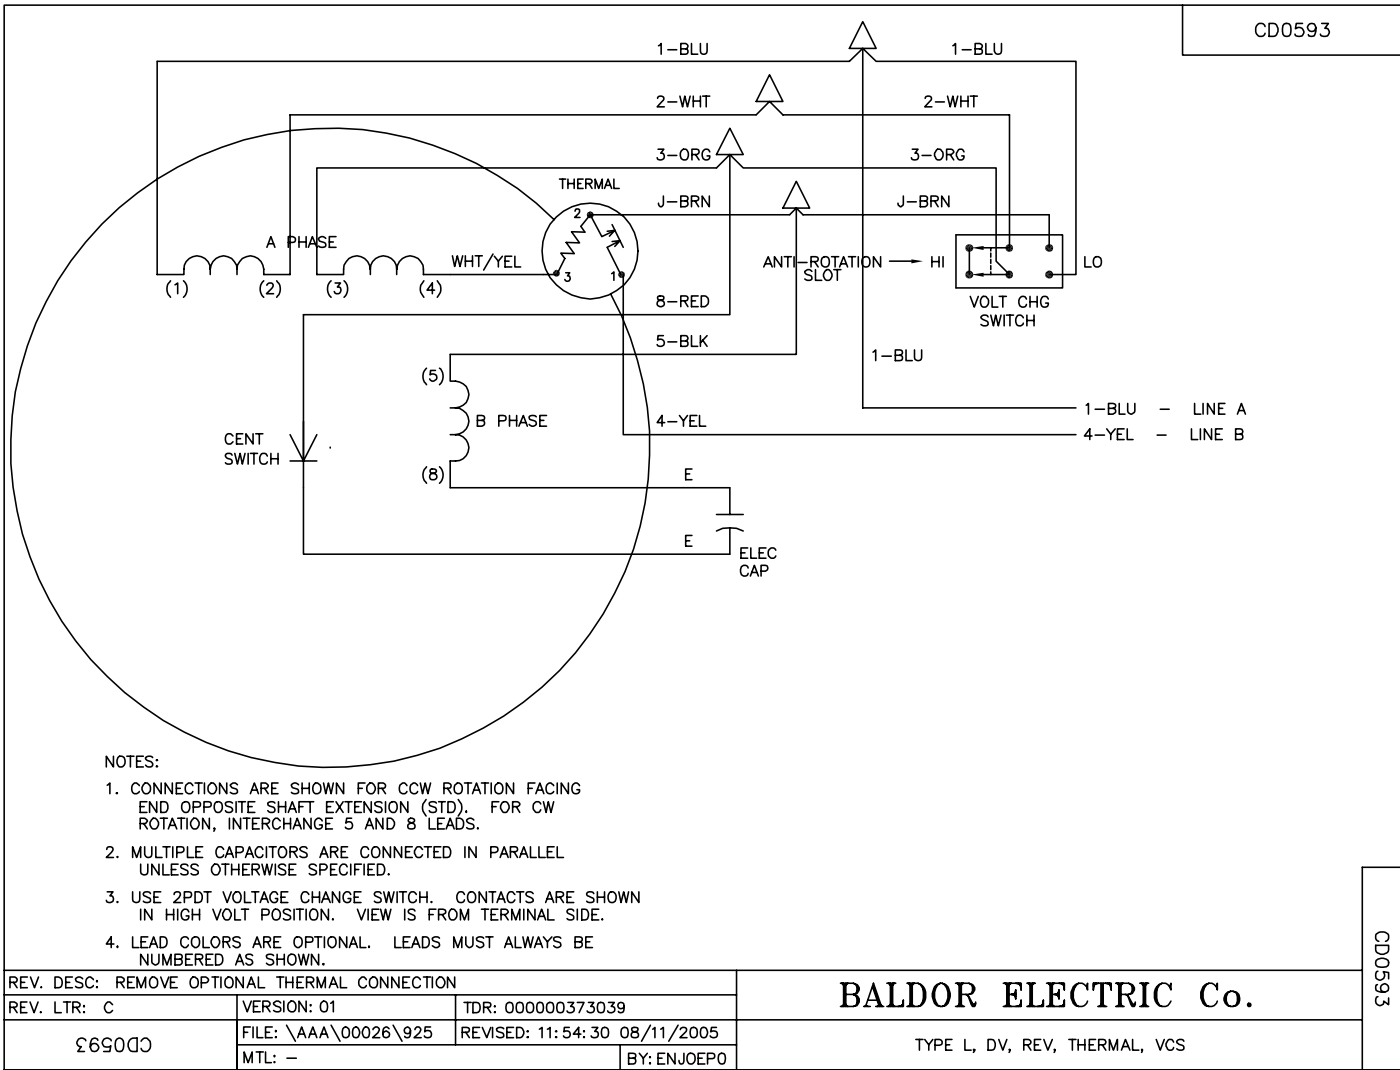 CD0593
1-BLU
1-BLU
2-WHT
2-WHT
3-ORG
3-ORG
THERMAL
J-BRN
J-BRN
2
A PHASE
WHT/YEL
3
1
ANTI-ROTATION
SLOT
HI
LO
(1)
(2)
(3)
(4)
8-RED
VOLT CHG
SWITCH
5-BLK
1-BLU
(5)
1-BLU - LINE A
B PHASE
4-YEL
4-YEL - LINE B
CENT
SWITCH
(8)
E
E
ELEC
CAP
NOTES:
1. CONNECTIONS ARE SHOWN FOR CCW ROTATION FACING
END OPPOSITE SHAFT EXTENSION (STD). FOR CW
ROTATION, INTERCHANGE 5 AND 8 LEADS.
2. MULTIPLE CAPACITORS ARE CONNECTED IN PARALLEL
UNLESS OTHERWISE SPECIFIED.
3. USE 2PDT VOLTAGE CHANGE SWITCH. CONTACTS ARE SHOWN
IN HIGH VOLT POSITION. VIEW IS FROM TERMINAL SIDE.
4. LEAD COLORS ARE OPTIONAL. LEADS MUST ALWAYS BE
NUMBERED AS SHOWN.
CD0593
REV. DESC: REMOVE OPTIONAL THERMAL CONNECTION
REV. LTR: C
VERSION: 01
TDR: 000000373039
BALDOR ELECTRIC Co.
CD0593
FILE: \AAA\00026\925
REVISED: 11:54:30 08/11/2005
MTL: -
BY: ENJOEPO
TYPE L, DV, REV, THERMAL, VCS